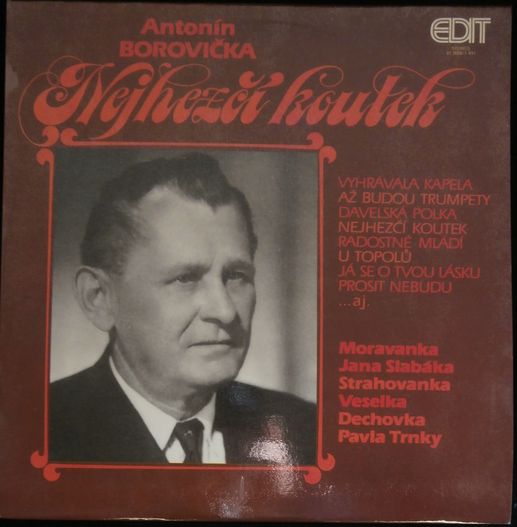 Antonín
BOROVIČKA
Nejhezčí koutek
EDIT
STEREO
VYHRÁVALA KAPELA
AŽ BUDOU TRUMPETY
DAVELSKÁ POLKA
NEJHEZČÍ KOUTEK
RADOSTNÉ MLÁDÍ
U TOPOLŮ
JÁ SE O TVOU LÁSKU
PROSIT NEBUDU
...aj.
Moravanka
Jana Slabáka
Strahovanka
Veselka
Dechovka
Pavla Trnky